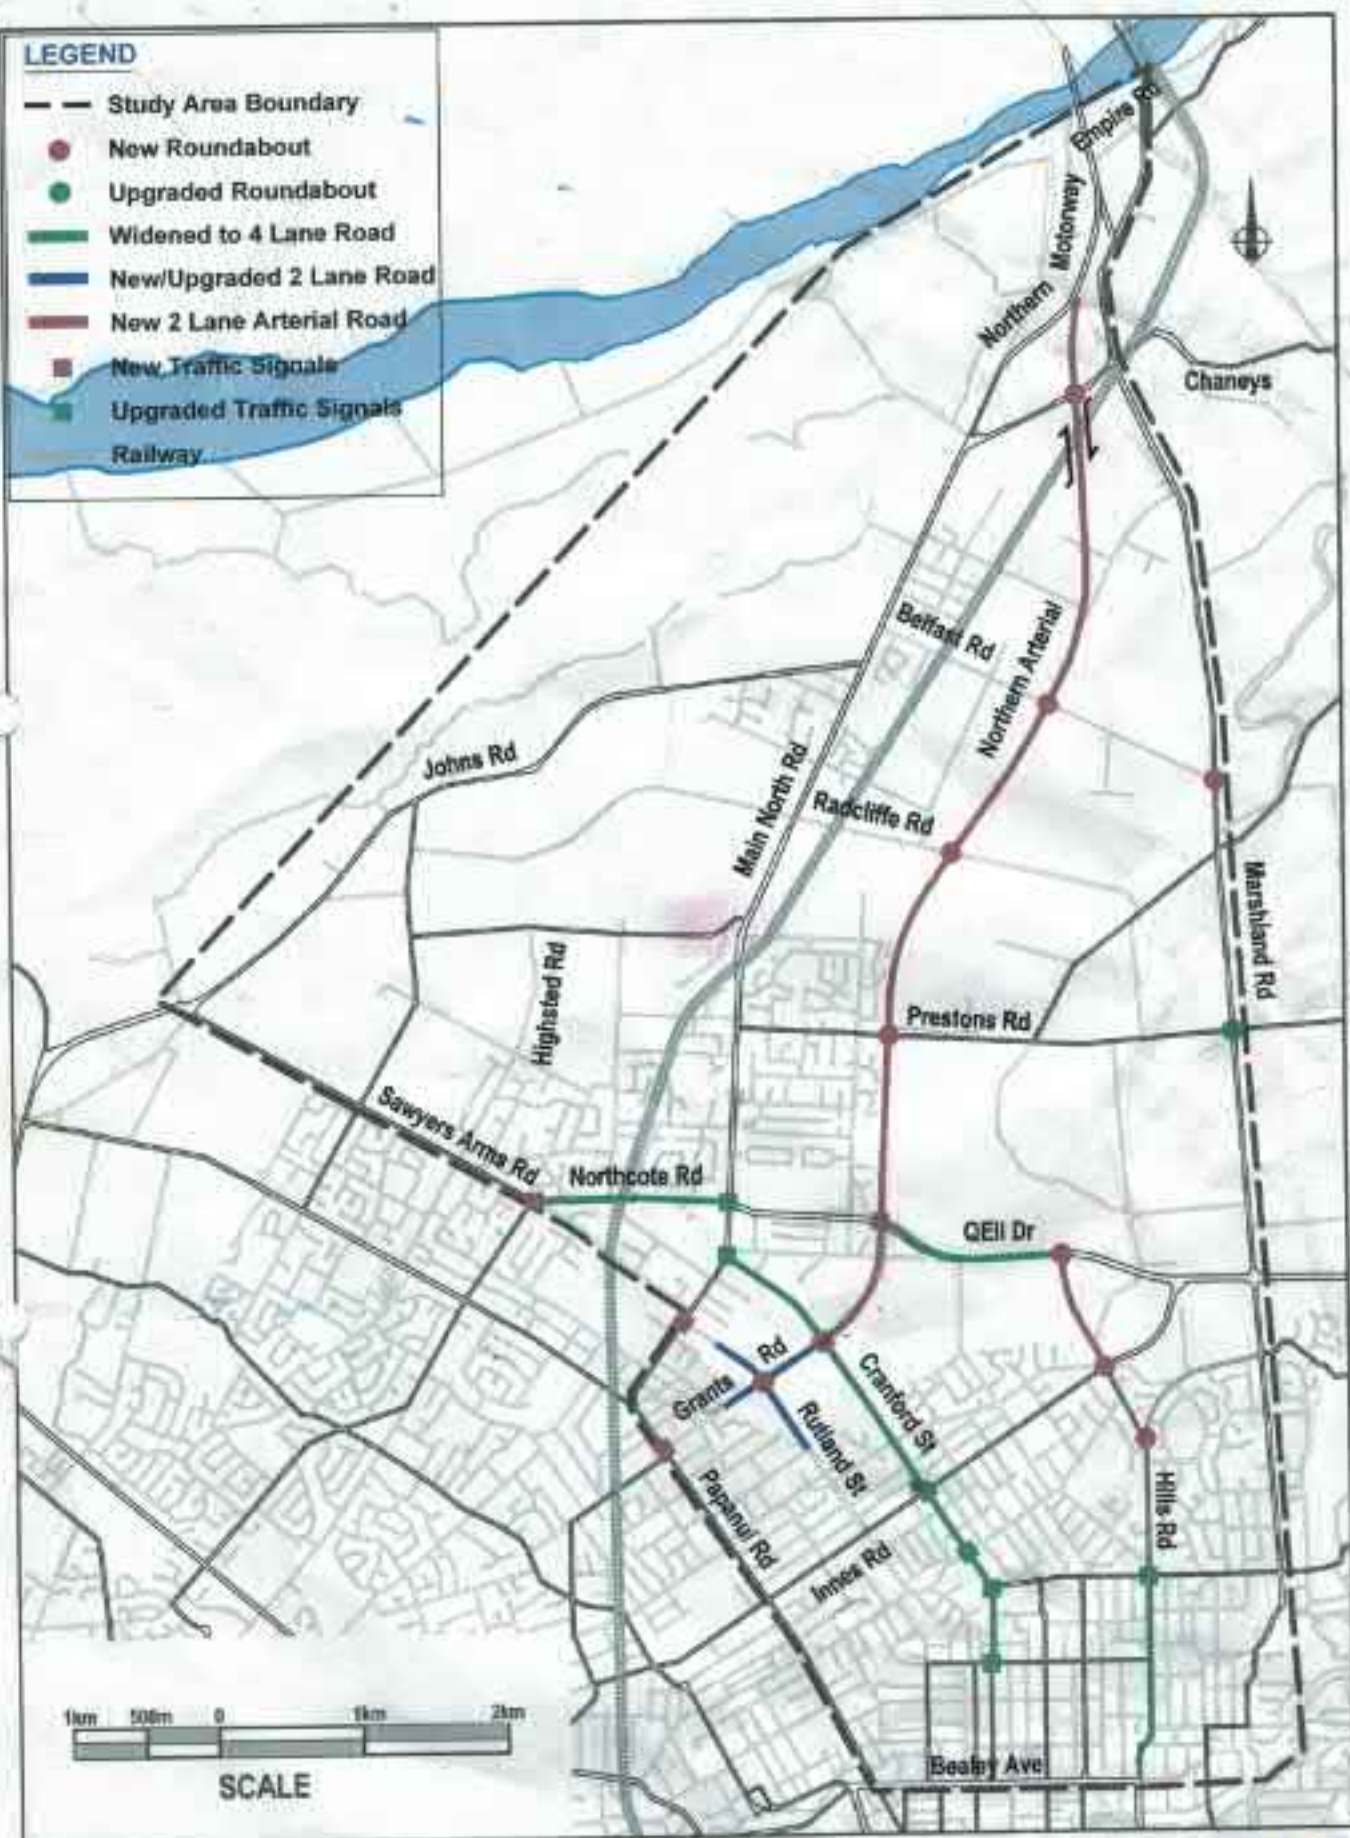 LEGEND
Study Area Boundary
New Roundabout
Upgraded Roundabout
Widened to 4 Lane Road
New/Upgraded 2 Lane Road
New 2 Lane Arterial Road
New Traffic Signals
Upgraded Traffic Signals
Railway
Empire Rd
Northern Motorway
Chaneys
Belfast Rd
Northern Arterial
Johns Rd
Main North Rd
Radcliffe Rd
Marshland Rd
Highsted Rd
Prestons Rd
Sawyers Arms Rd
Northcote Rd
QEII Dr
Grants Rd
Cranford St
Rutland St
Papanui Rd
Innes Rd
Hills Rd
Bealey Ave
1km 500m 0 1km 2km
SCALE